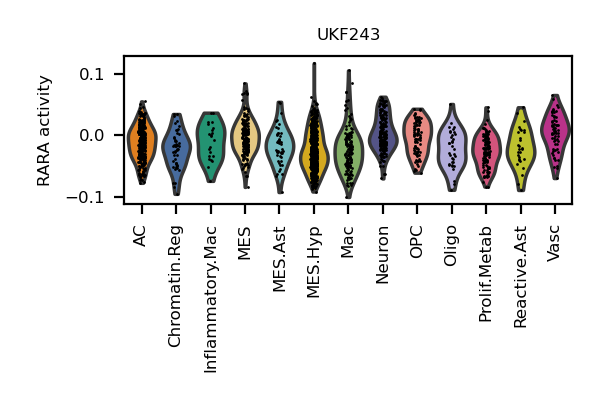 UKF243
RARA activity
0.1
0.0
−0.1
AC
Chromatin.Reg
Inflammatory.Mac
MES
MES.Ast
MES.Hyp
Mac
Neuron
OPC
Oligo
Prolif.Metab
Reactive.Ast
Vasc